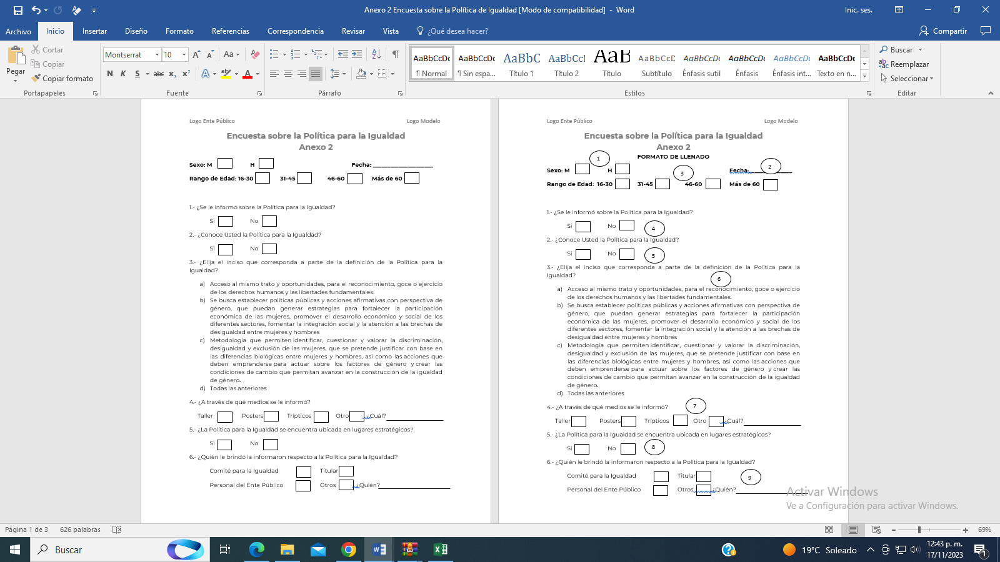 Anexo 2 Encuesta sobre la Política de Igualdad [Modo de compatibilidad] - Word
Inic. ses.
Archivo Inicio Insertar Diseño Formato Referencias Correspondencia Revisar Vista ¿Qué desea hacer? Compartir
Pegar
Cortar
Copiar
Copiar formato
Portapapeles
Montserrat 10
N K S abc x₂ x²
Fuente
Párrafo
AaBbCcDc AaBbCcDc AaBbC AaBbCcI AaB AaBbCcD AaBbCcDc AaBbCcDc AaBbCcDc AaBbCcDc
¶ Normal ¶ Sin espa... Título 1 Título 2 Título Subtítulo Énfasis sutil Énfasis Énfasis int... Texto en n...
Estilos
Buscar
Reemplazar
Seleccionar
Editar
Logo Ente Público Logo Modelo
Encuesta sobre la Política para la Igualdad
Anexo 2
Sexo: M H Fecha: ____________________
Rango de Edad: 16-30 31-45 46-60 Más de 60
1.- ¿Se le informó sobre la Política para la Igualdad?
Si No
2.- ¿Conoce Usted la Política para la Igualdad?
Si No
3.- ¿Elija el inciso que corresponda a parte de la definición de la Política para la
Igualdad?
a) Acceso al mismo trato y oportunidades, para el reconocimiento, goce o ejercicio
de los derechos humanos y las libertades fundamentales.
b) Se busca establecer políticas públicas y acciones afirmativas con perspectiva de
género, que puedan generar estrategias para fortalecer la participación
económica de las mujeres, promover el desarrollo económico y social de los
diferentes sectores, fomentar la integración social y la atención a las brechas de
desigualdad entre mujeres y hombres
c) Metodología que permiten identificar, cuestionar y valorar la discriminación,
desigualdad y exclusión de las mujeres, que se pretende justificar con base en
las diferencias biológicas entre mujeres y hombres, así como las acciones que
deben emprenderse para actuar sobre los factores de género y crear las
condiciones de cambio que permitan avanzar en la construcción de la igualdad
de género.
d) Todas las anteriores
4.- ¿A través de qué medios se le informó?
Taller Posters Trípticos Otro ¿Cuál?____________________
5.- ¿La Política para la Igualdad se encuentra ubicada en lugares estratégicos?
Si No
6.- ¿Quién le brindó la informaron respecto a la Política para la Igualdad?
Comité para la Igualdad Titular
Personal del Ente Público Otros ¿Quién?____________________
Logo Ente Público Logo Modelo
Encuesta sobre la Política para la Igualdad
Anexo 2
1 FORMATO DE LLENADO
Sexo: M H 3 Fecha:____________ 2
Rango de Edad: 16-30 31-45 46-60 Más de 60
1.- ¿Se le informó sobre la Política para la Igualdad?
Si No 4
2.- ¿Conoce Usted la Política para la Igualdad?
Si No 5
3.- ¿Elija el inciso que corresponda a parte de la definición de la Política para la
Igualdad? 6
a) Acceso al mismo trato y oportunidades, para el reconocimiento, goce o ejercicio
de los derechos humanos y las libertades fundamentales.
b) Se busca establecer políticas públicas y acciones afirmativas con perspectiva de
género, que puedan generar estrategias para fortalecer la participación
económica de las mujeres, promover el desarrollo económico y social de los
diferentes sectores, fomentar la integración social y la atención a las brechas de
desigualdad entre mujeres y hombres
c) Metodología que permiten identificar, cuestionar y valorar la discriminación,
desigualdad y exclusión de las mujeres, que se pretende justificar con base en
las diferencias biológicas entre mujeres y hombres, así como las acciones que
deben emprenderse para actuar sobre los factores de género y crear las
condiciones de cambio que permitan avanzar en la construcción de la igualdad
de género.
d) Todas las anteriores
4.- ¿A través de qué medios se le informó? 7
Taller Posters Trípticos Otro ¿Cuál?____________________
5.- ¿La Política para la Igualdad se encuentra ubicada en lugares estratégicos?
Si No 8
6.- ¿Quién le brindó la informaron respecto a la Política para la Igualdad?
Comité para la Igualdad Titular 9
Personal del Ente Público Otros ¿Quién?____________________
Activar Windows
Ve a Configuración para activar Windows.
Página 1 de 3 626 palabras 69%
Buscar
19°C Soleado
12:43 p. m.
17/11/2023
1